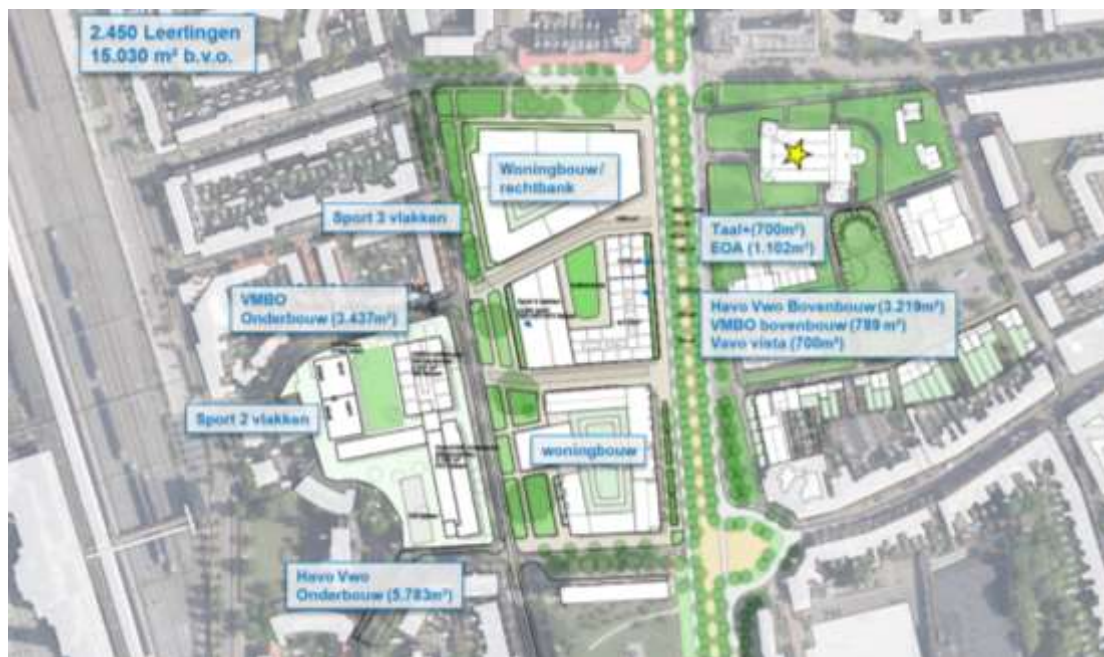 2.450 Leerlingen
15.030 m² b.v.o.
Woningbouw/
rechtbank
Sport 3 vlakken
Taal+(700m²)
EOA (1.102m²)
VMBO
Onderbouw (3.437m²)
Havo Vwo Bovenbouw (3.219m²)
VMBO bovenbouw (789 m²)
Vavo vista (700m²)
Sport 2 vlakken
woningbouw
Havo Vwo
Onderbouw (5.783m²)